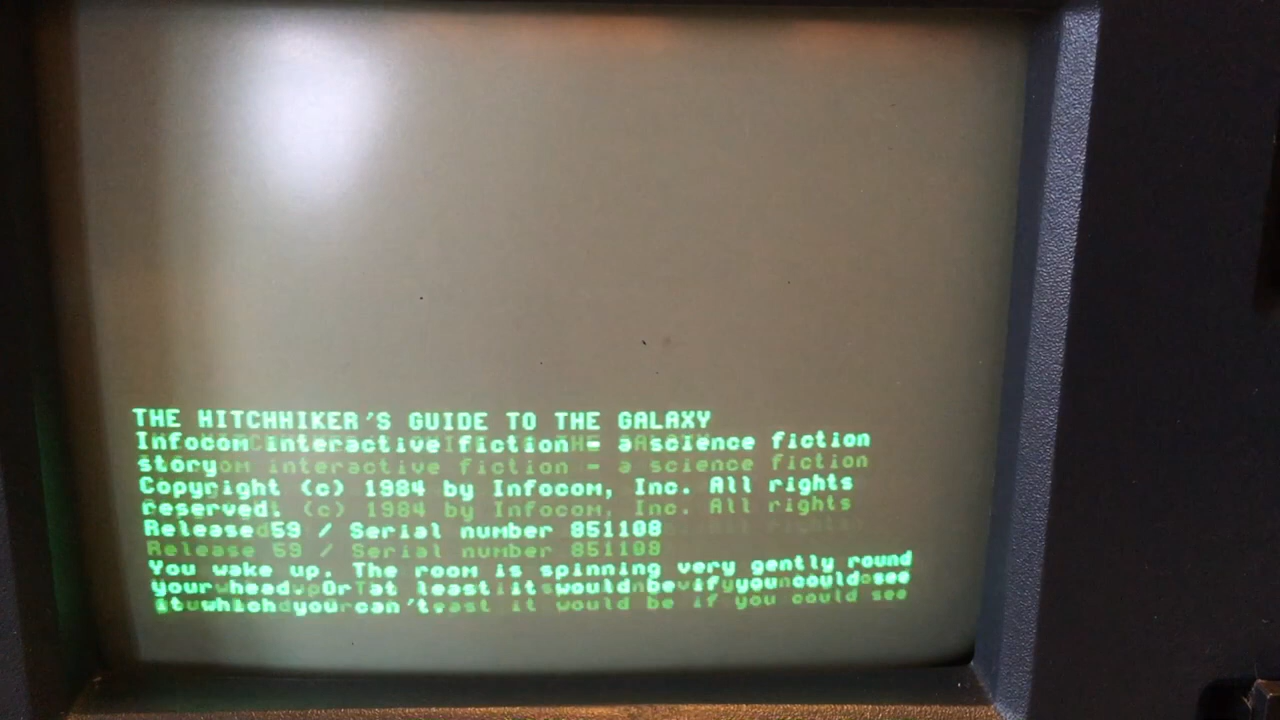 THE HITCHHIKER'S GUIDE TO THE GALAXY
Infocom interactive fiction - a science fiction
story
Copyright (c) 1984 by Infocom, Inc. All rights
reserved.
Release 59 / Serial number 851108
You wake up. The room is spinning very gently round
your head. Or at least it would be if you could see
it which you can't.